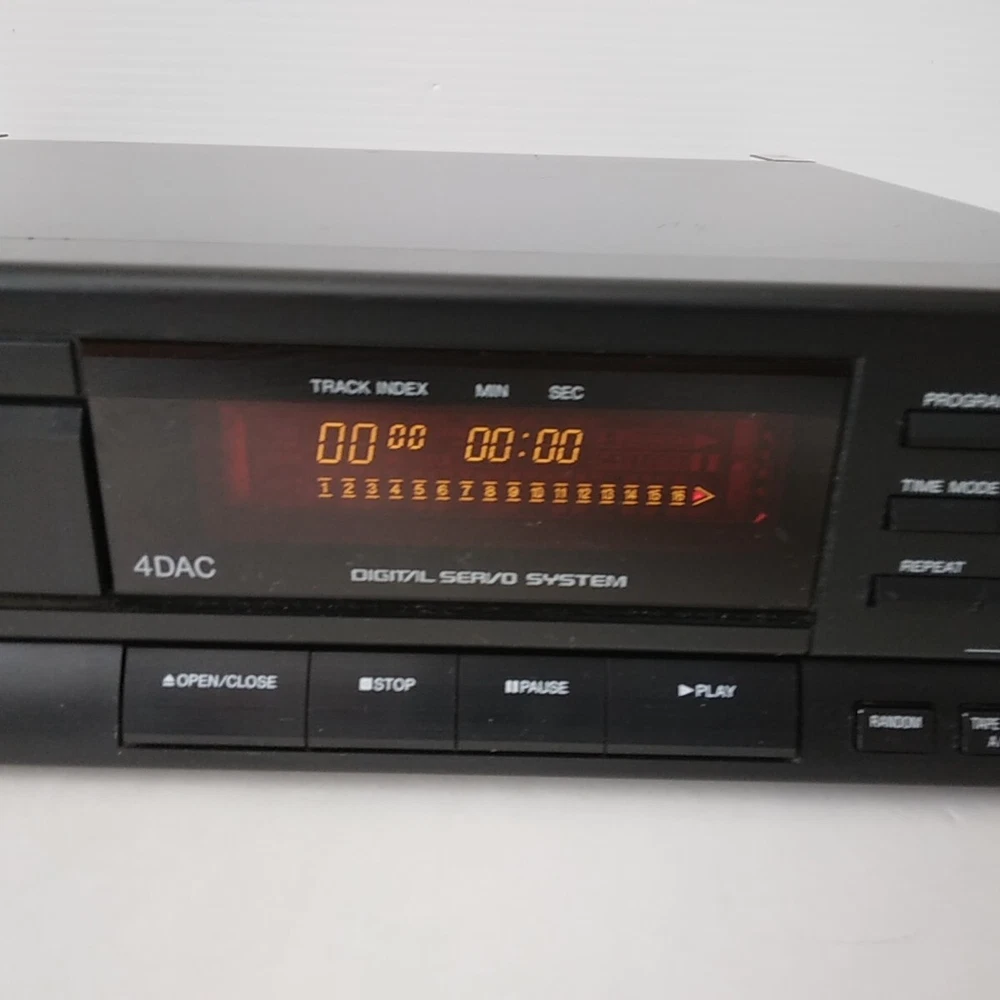 TRACK INDEX MIN SEC
00 00 00:00
1 2 3 4 5 6 7 8 9 10 11 12 13 14 15 16
4DAC
DIGITAL SERVO SYSTEM
OPEN/CLOSE STOP PAUSE PLAY
PROGRA
TIME MODE
REPEAT
RANDOM
TAPE